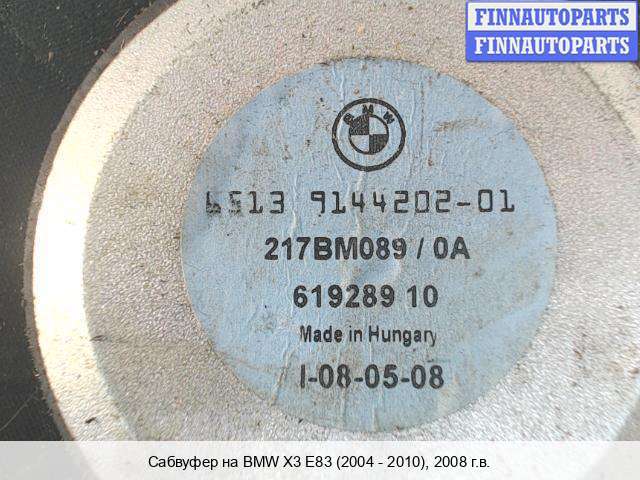 FINNAUTOPARTS
FINNAUTOPARTS
BMW
6513 9144202-01
217BM089 / 0A
619289 10
Made in Hungary
I-08-05-08
Сабвуфер на BMW X3 E83 (2004 - 2010), 2008 г.в.